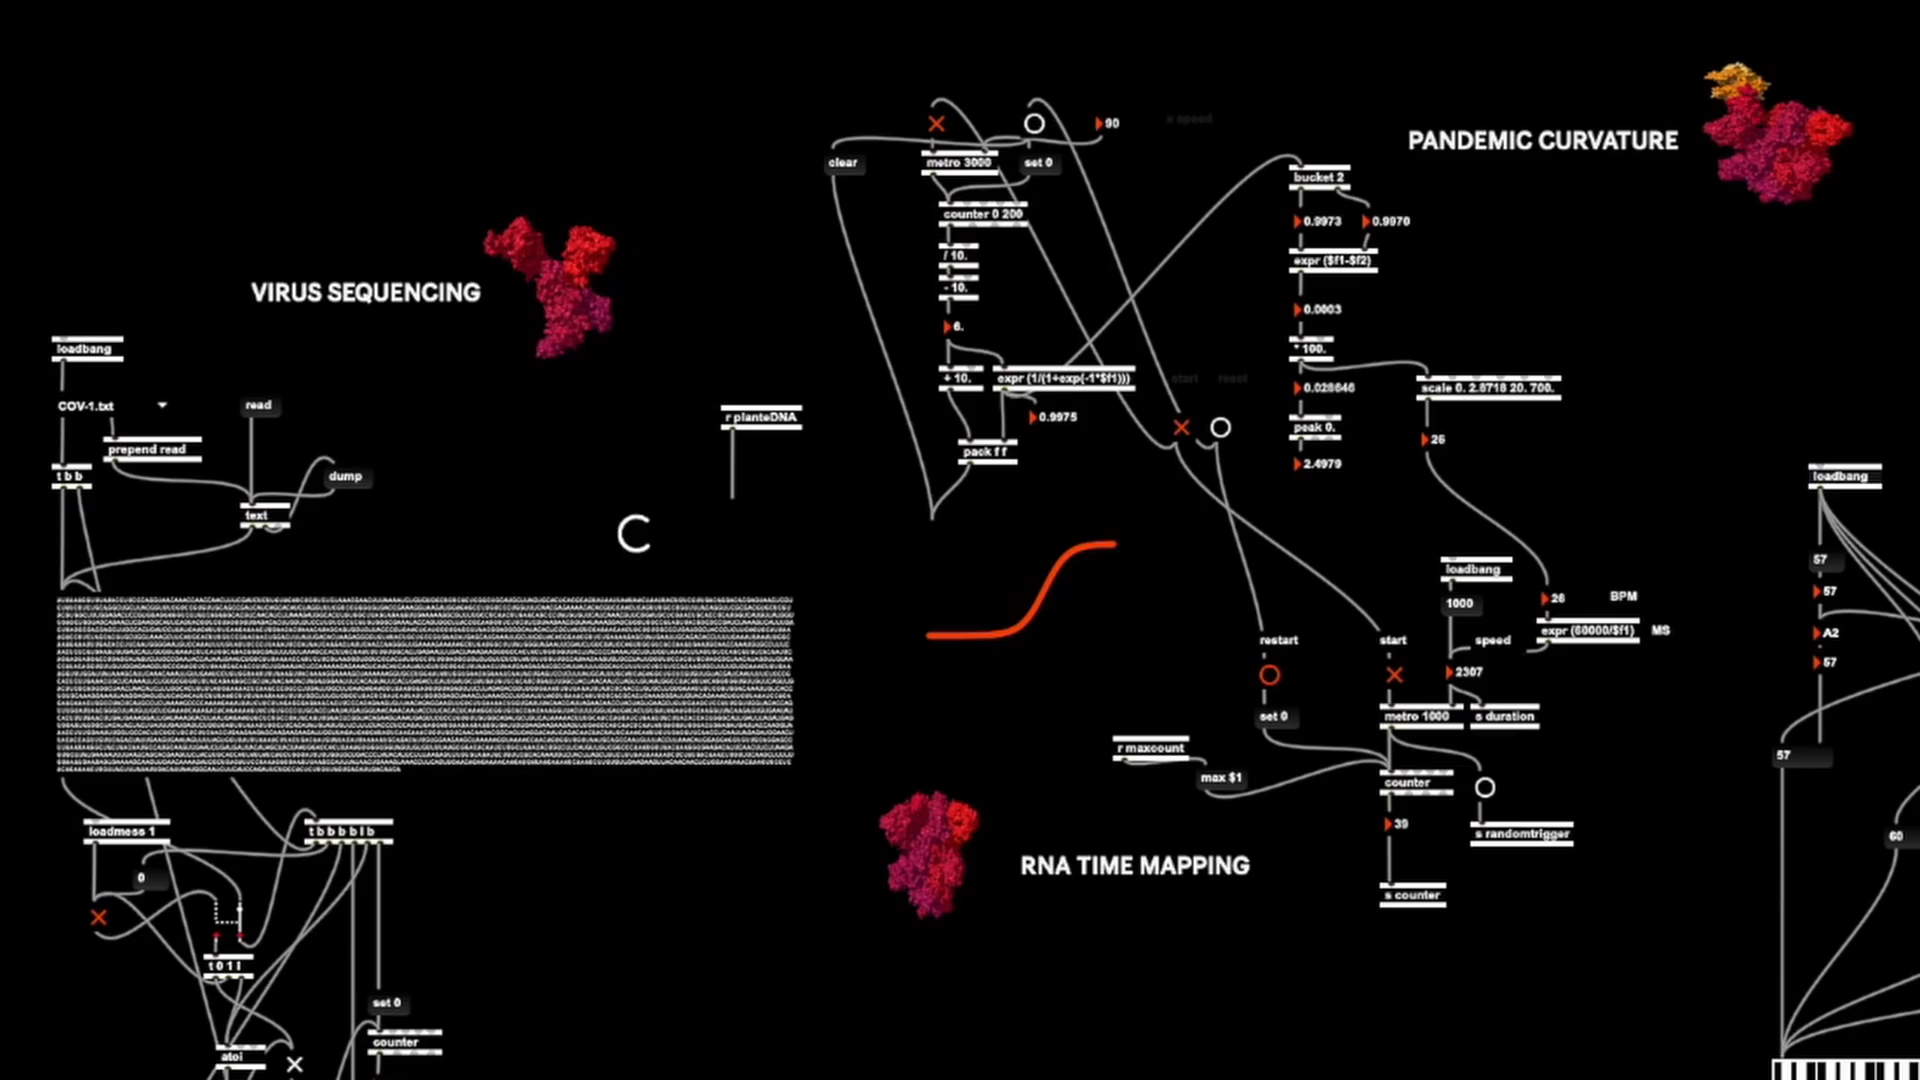 VIRUS SEQUENCING
loadbang
COV-1.txt
read
prepend read
t b b
dump
text
C
r planteDNA
loadmess 1
t b b b b l b
0
t 0 1 l
set 0
counter
atoi
90
s speed
clear
metro 3000
set 0
counter 0 200
/ 10.
- 10.
6.
+ 10.
expr (1/(1+exp(-1*$f1)))
0.9975
pack f f
start
reset
PANDEMIC CURVATURE
bucket 2
0.9973
0.9970
expr ($f1-$f2)
0.0003
* 100.
0.028646
scale 0. 2.8718 20. 700.
peak 0.
26
2.4979
loadbang
1000
26
BPM
expr (60000/$f1)
MS
restart
start
speed
2307
set 0
metro 1000
s duration
r maxcount
max $1
counter
39
s randomtrigger
s counter
RNA TIME MAPPING
loadbang
57
57
A2
57
57
60